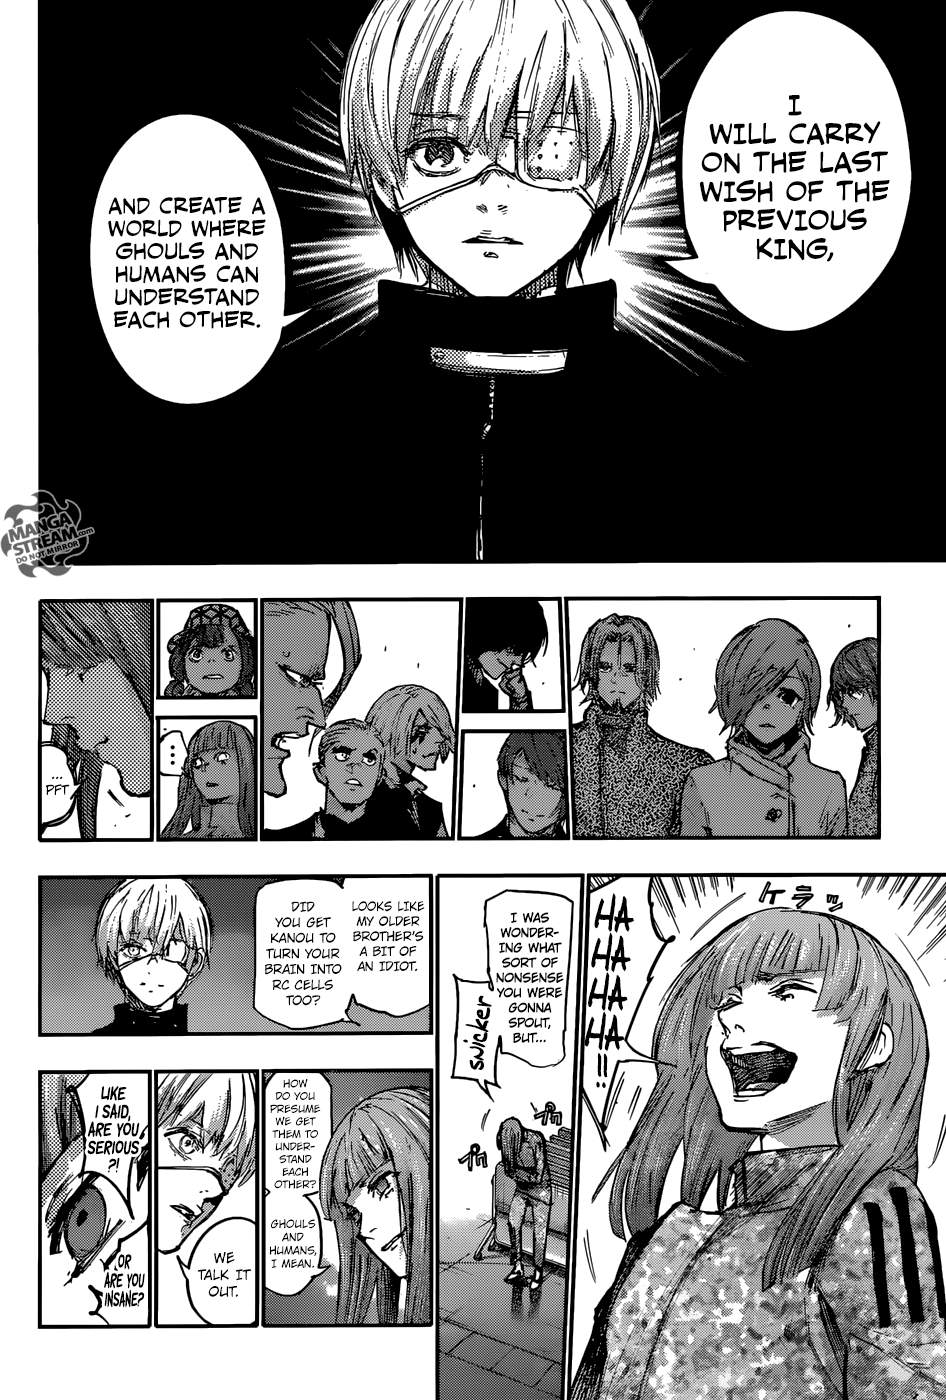 I
WILL CARRY
ON THE LAST
WISH OF THE
PREVIOUS
KING,
AND CREATE A
WORLD WHERE
GHOULS AND
HUMANS CAN
UNDERSTAND
EACH OTHER.
MANGA
STREAM.com
DO NOT MIRROR
...
...
PFT
ケラッ
HA
HA
HA
HA!!
I WAS
WONDER-
ING WHAT
SORT OF
NONSENSE
YOU WERE
GONNA
SPOUT,
BUT...
snicker
プル
プル
LOOKS LIKE
MY OLDER
BROTHER'S
A BIT OF
AN IDIOT.
DID
YOU GET
KANOU TO
TURN YOUR
BRAIN INTO
RC CELLS
TOO?
HOW
DO YOU
PRESUME
WE GET
THEM TO
UNDER-
STAND
EACH
OTHER?
GHOULS
AND
HUMANS,
I MEAN.
WE
TALK IT
OUT.
LIKE
I SAID,
ARE YOU
SERIOUS
?!
OR
ARE YOU
INSANE?